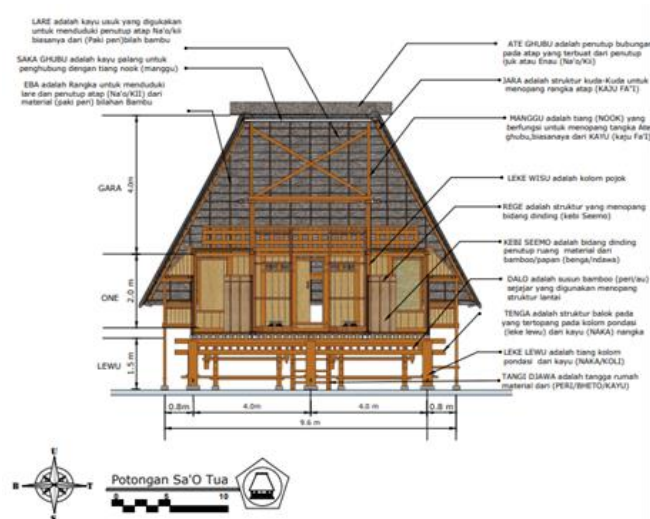 LARE adalah kayu usuk yang digunakan
untuk menduduki penutup atap Na'o/kii
biasanya dari (Paki peri)bilah bambu
SAKA GHUBU adalah kayu palang untuk
penghubung dengan tiang nook (manggu)
EBA adalah Rangka untuk menduduki
lare dan penutup atap (Na'o/KII) dari
material (paki peri) bilahan Bambu
ATE GHUBU adalah penutup bubungan
pada atap yang terbuat dari penutup
ijuk atau Enau (Na'o/Kii)
JARA adalah struktur kuda-Kuda untuk
menopang rangka atap (KAJU FA'I)
MANGGU adalah tiang (NOOK) yang
berfungsi untuk menopang tangka Ate
ghubu,biasanaya dari KAYU (kaju Fa'I)
LEKE WISU adalah kolom pojok
REGE adalah struktur yang menopang
bidang dinding (kebi Seemo)
KEBI SEEMO adalah bidang dinding
penutup ruang material dari
bamboo/papan (benga/ndawa)
DALO adalah susun bamboo (peri/au)
sejajar yang digunakan menopang
struktur lantai
TENGA adalah struktur balok pada
yang tertopang pada kolom pondasi
(leke lewu) dari kayu (NAKA) nangka
LEKE LEWU adalah tiang kolom
pondasi dari kayu (NAKA/KOLI)
TANGI DJAWA adalah tangga rumah
material dari (PERI/BHETO/KAYU)
GARA
4.0m
ONE
2.0 m
LEWU
1.5 m
0.8m
4.0m
4.0 m
0.8 m
9.6 m
U
B
T
S
Potongan Sa'O Tua
0
5
10